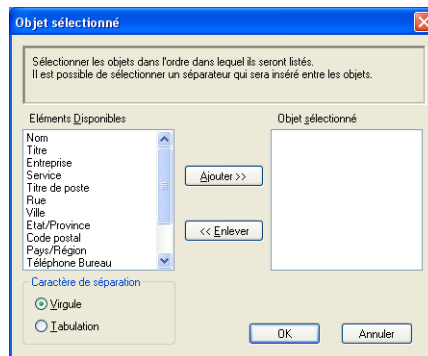 Objet sélectionné
Sélectionner les objets dans l'ordre dans lequel ils seront listés.
Il est possible de sélectionner un séparateur qui sera inséré entre les objets.
Eléments Disponibles
Objet sélectionné
Nom
Titre
Entreprise
Service
Titre de poste
Rue
Ville
Etat/Province
Code postal
Pays/Région
Téléphone Bureau
Ajouter >>
<< Enlever
Caractère de séparation
Virgule
Tabulation
OK
Annuler